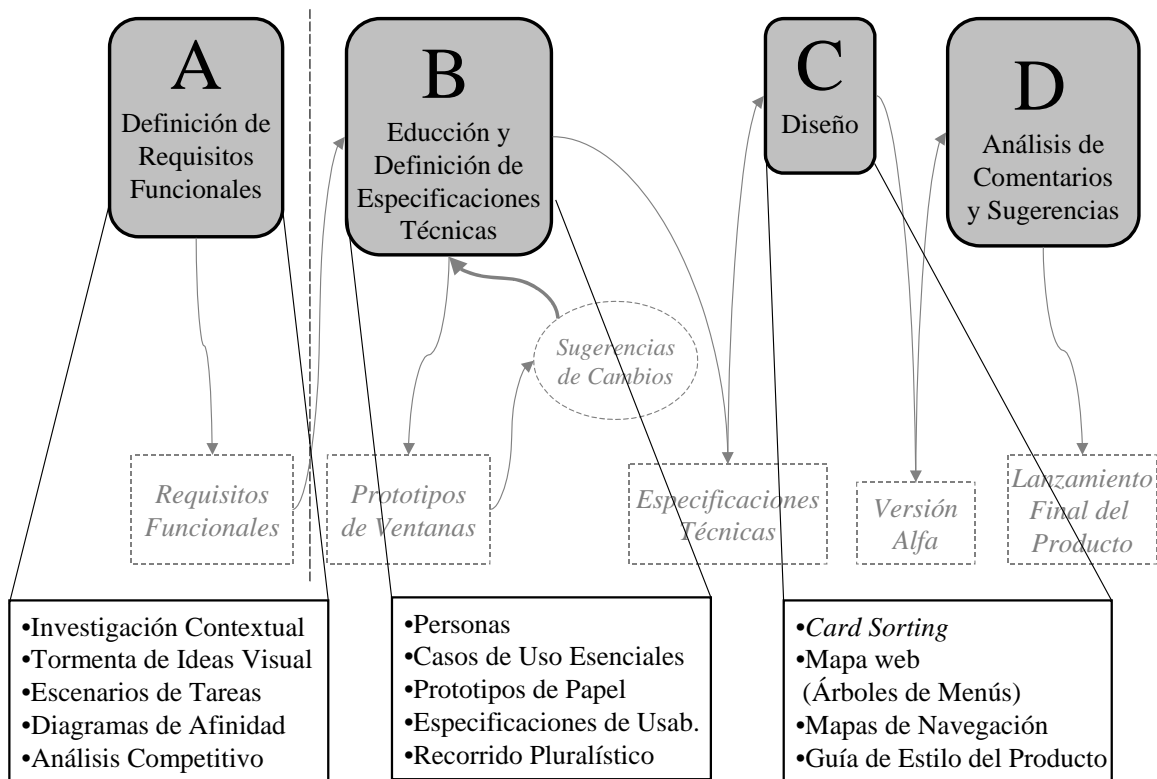 A
Definición de
Requisitos
Funcionales
B
Educción y
Definición de
Especificaciones
Técnicas
C
Diseño
D
Análisis de
Comentarios
y Sugerencias
Sugerencias
de Cambios
Requisitos
Funcionales
Prototipos
de Ventanas
Especificaciones
Técnicas
Versión
Alfa
Lanzamiento
Final del
Producto
•Investigación Contextual
•Tormenta de Ideas Visual
•Escenarios de Tareas
•Diagramas de Afinidad
•Análisis Competitivo
•Personas
•Casos de Uso Esenciales
•Prototipos de Papel
•Especificaciones de Usab.
•Recorrido Pluralístico
•Card Sorting
•Mapa web
(Árboles de Menús)
•Mapas de Navegación
•Guía de Estilo del Producto